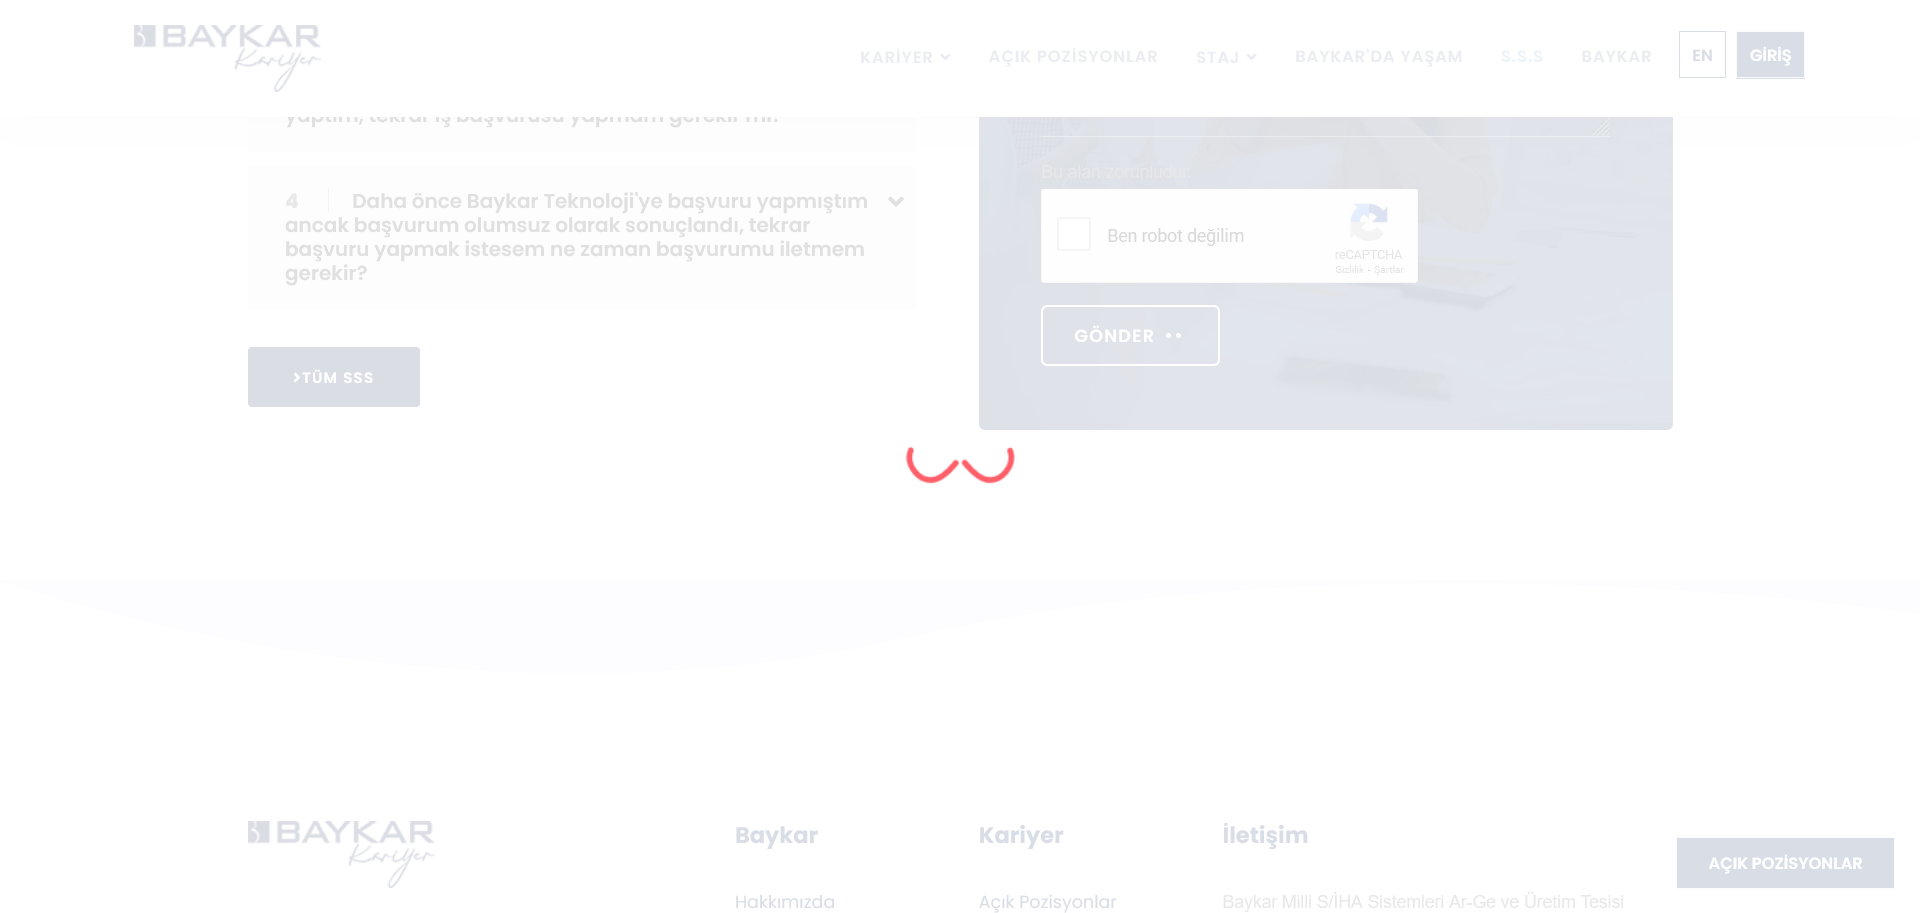 BAYKAR
Kariyer
KARİYER
AÇIK POZİSYONLAR
STAJ
BAYKAR'DA YAŞAM
S.S.S
BAYKAR
EN
GİRİŞ
yaptım, tekrar iş başvurusu yapmam gerekir mi?
4 Daha önce Baykar Teknoloji'ye başvuru yapmıştım
ancak başvurum olumsuz olarak sonuçlandı, tekrar
başvuru yapmak istesem ne zaman başvurumu iletmem
gerekir?
TÜM SSS
Bu alan zorunludur
Ben robot değilim
reCAPTCHA
Gizlilik - Şartlar
GÖNDER
BAYKAR
Kariyer
Baykar
Hakkımızda
Kariyer
Açık Pozisyonlar
İletişim
Baykar Milli S/İHA Sistemleri Ar-Ge ve Üretim Tesisi
AÇIK POZİSYONLAR